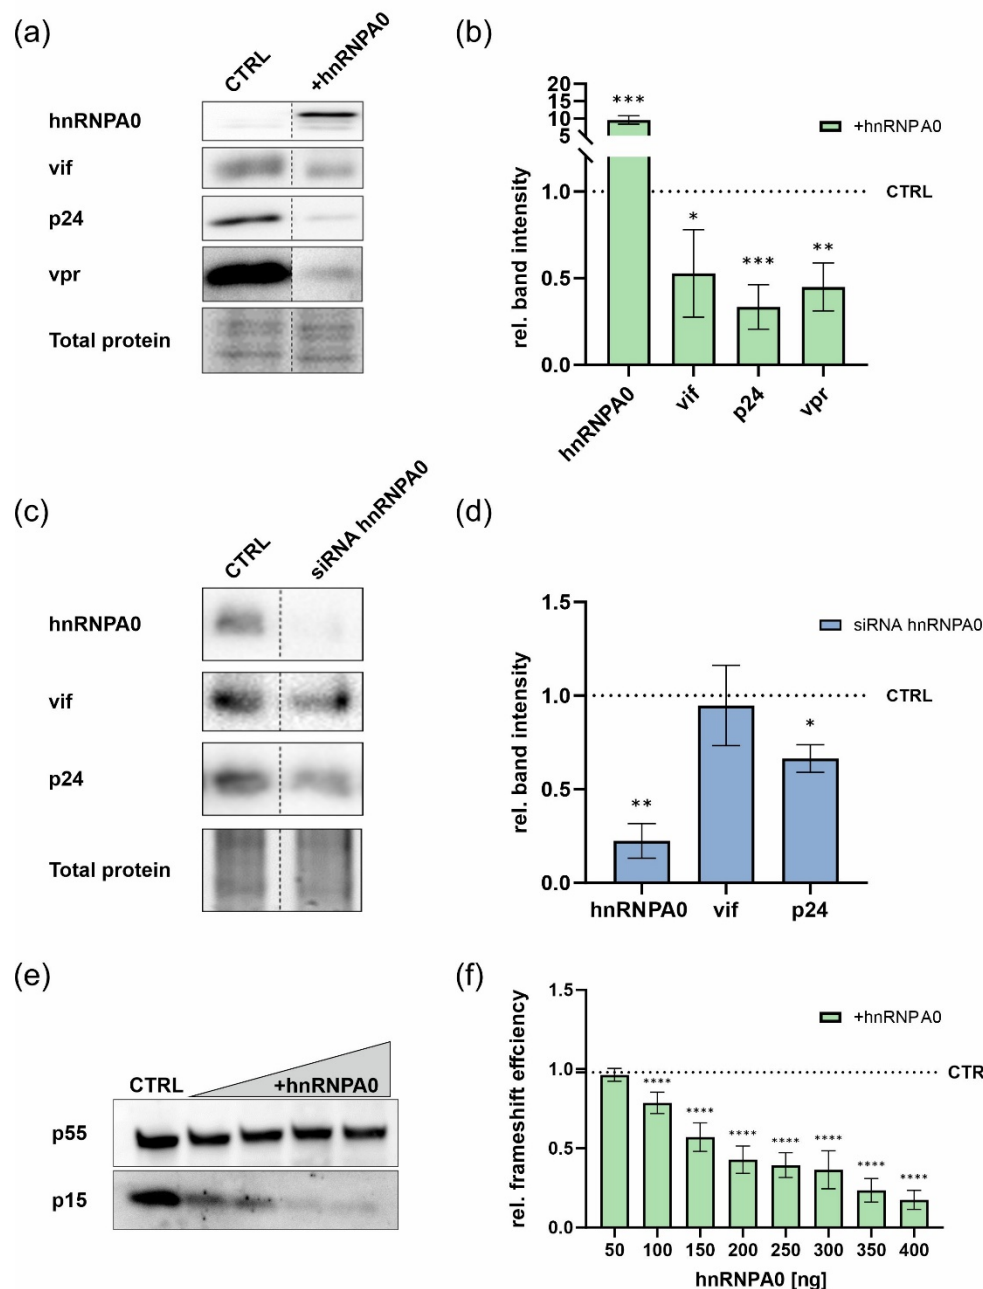 (a)
CTRL
+hnRNPA0
hnRNPA0
vif
p24
vpr
Total protein
(b)
20
15
10
5
1.0
0.5
0.0
rel. band intensity
***
*
***
**
+hnRNPA0
CTRL
hnRNPA0
vif
p24
vpr
(c)
CTRL
siRNA hnRNPA0
hnRNPA0
vif
p24
Total protein
(d)
1.5
1.0
0.5
0.0
rel. band intensity
**
*
siRNA hnRNPA0
CTRL
hnRNPA0 vif p24
(e)
CTRL +hnRNPA0
p55
p15
(f)
1.5
1.0
0.5
0.0
rel. frameshift effciency
**** **** **** **** **** **** ****
+hnRNPA0
CTR
50 100 150 200 250 300 350 400
hnRNPA0 [ng]